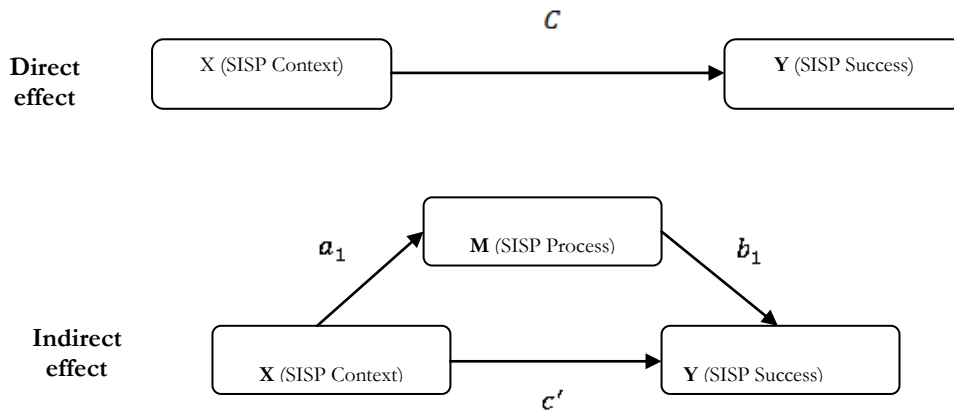 C
Direct
effect
X (SISP Context)
Y (SISP Success)
M (SISP Process)
a₁
b₁
Indirect
effect
X (SISP Context)
Y (SISP Success)
c′